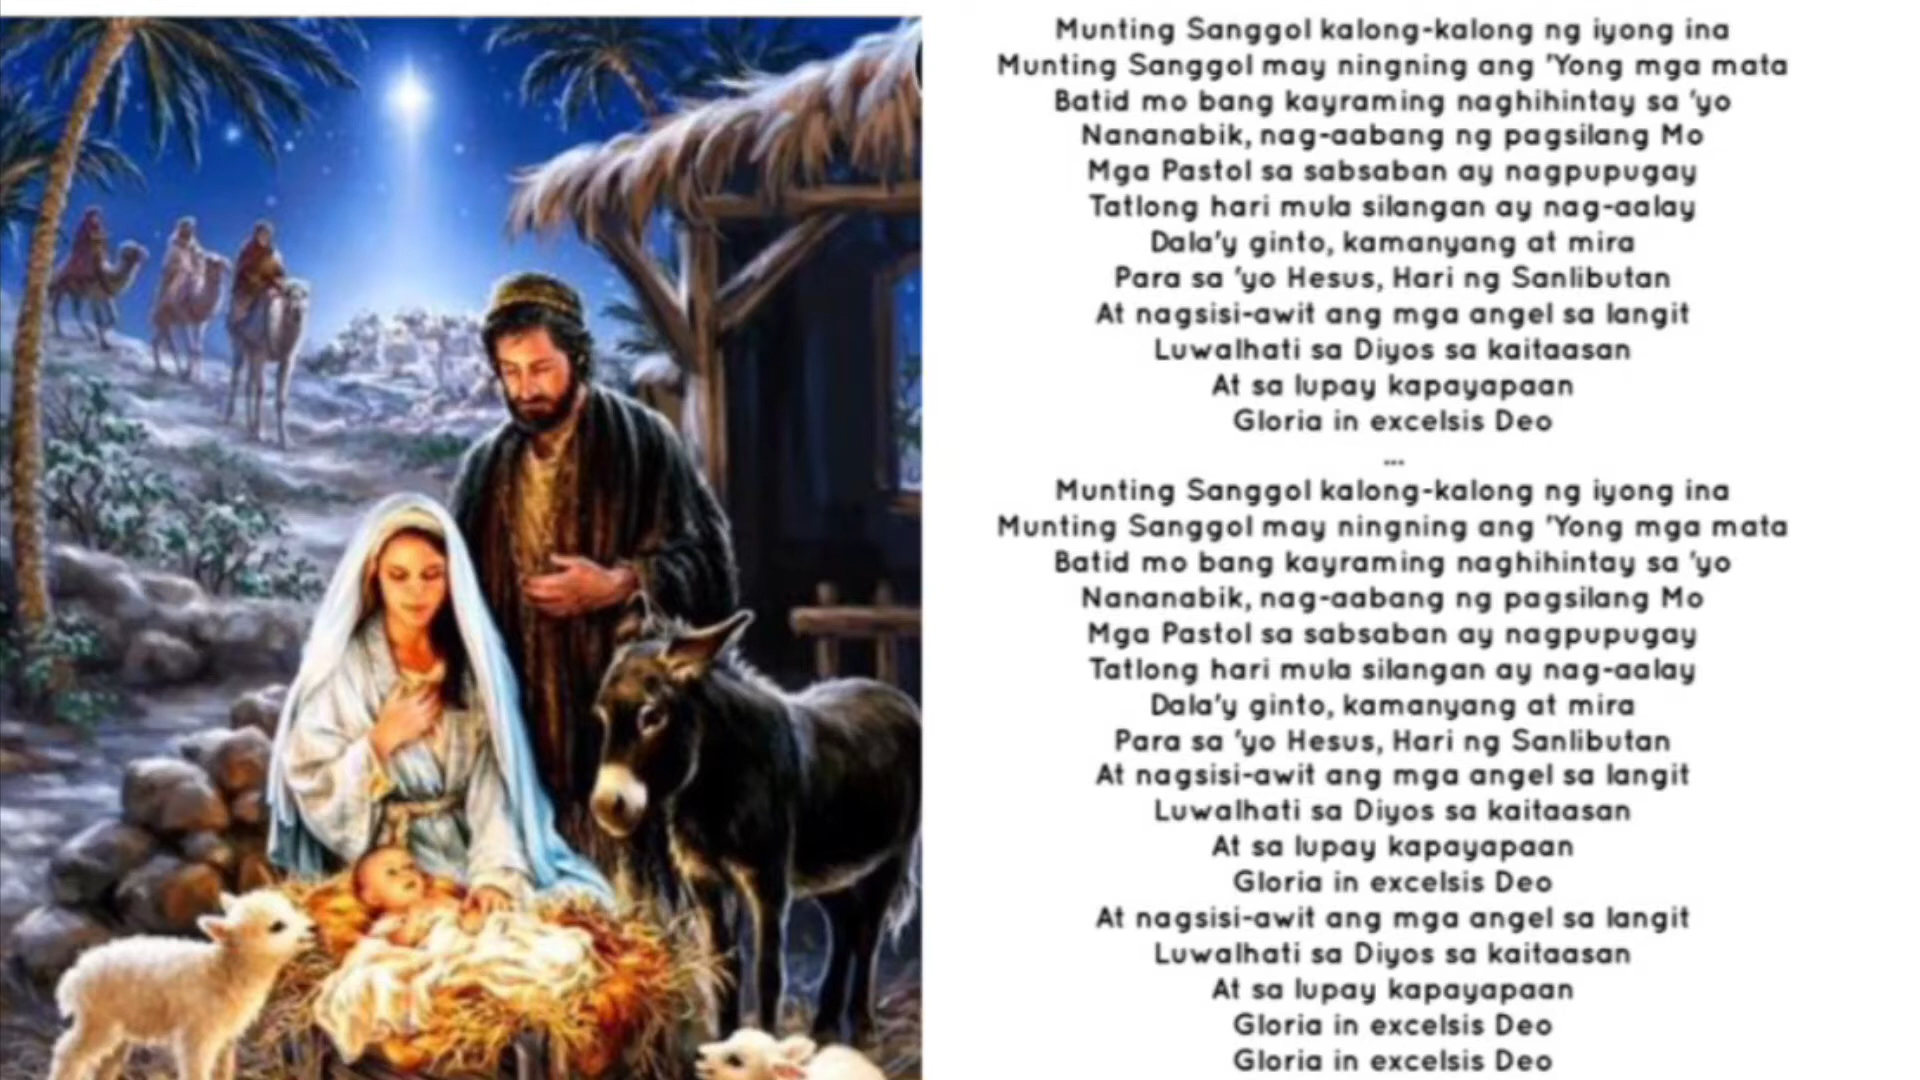 Munting Sanggol kalong-kalong ng iyong ina
Munting Sanggol may ningning ang 'Yong mga mata
Batid mo bang kayraming naghihintay sa 'yo
Nananabik, nag-aabang ng pagsilang Mo
Mga Pastol sa sabsaban ay nagpupugay
Tatlong hari mula silangan ay nag-aalay
Dala'y ginto, kamanyang at mira
Para sa 'yo Hesus, Hari ng Sanlibutan
At nagsisi-awit ang mga angel sa langit
Luwalhati sa Diyos sa kaitaasan
At sa lupay kapayapaan
Gloria in excelsis Deo
...
Munting Sanggol kalong-kalong ng iyong ina
Munting Sanggol may ningning ang 'Yong mga mata
Batid mo bang kayraming naghihintay sa 'yo
Nananabik, nag-aabang ng pagsilang Mo
Mga Pastol sa sabsaban ay nagpupugay
Tatlong hari mula silangan ay nag-aalay
Dala'y ginto, kamanyang at mira
Para sa 'yo Hesus, Hari ng Sanlibutan
At nagsisi-awit ang mga angel sa langit
Luwalhati sa Diyos sa kaitaasan
At sa lupay kapayapaan
Gloria in excelsis Deo
At nagsisi-awit ang mga angel sa langit
Luwalhati sa Diyos sa kaitaasan
At sa lupay kapayapaan
Gloria in excelsis Deo
Gloria in excelsis Deo